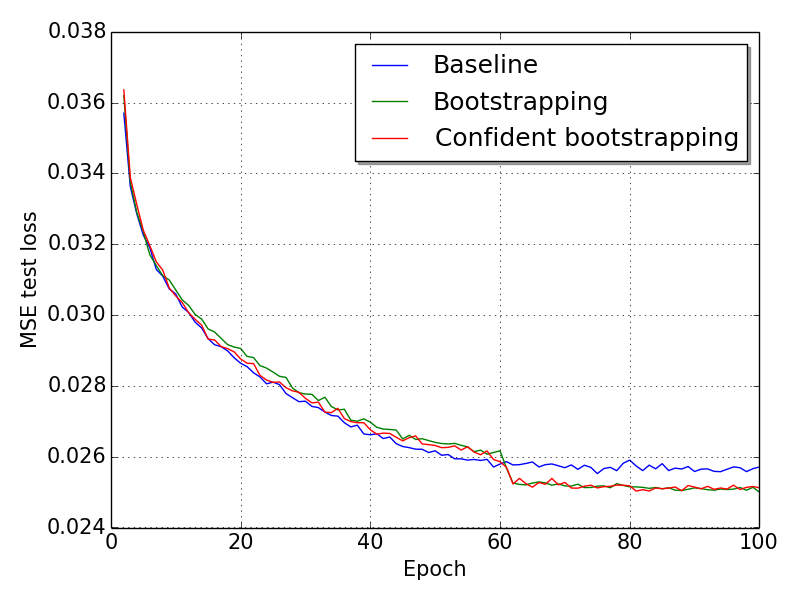 0.038
0.036
0.034
0.032
0.030
0.028
0.026
0.024
MSE test loss
Baseline
Bootstrapping
Confident bootstrapping
0 20 40 60 80 100
Epoch